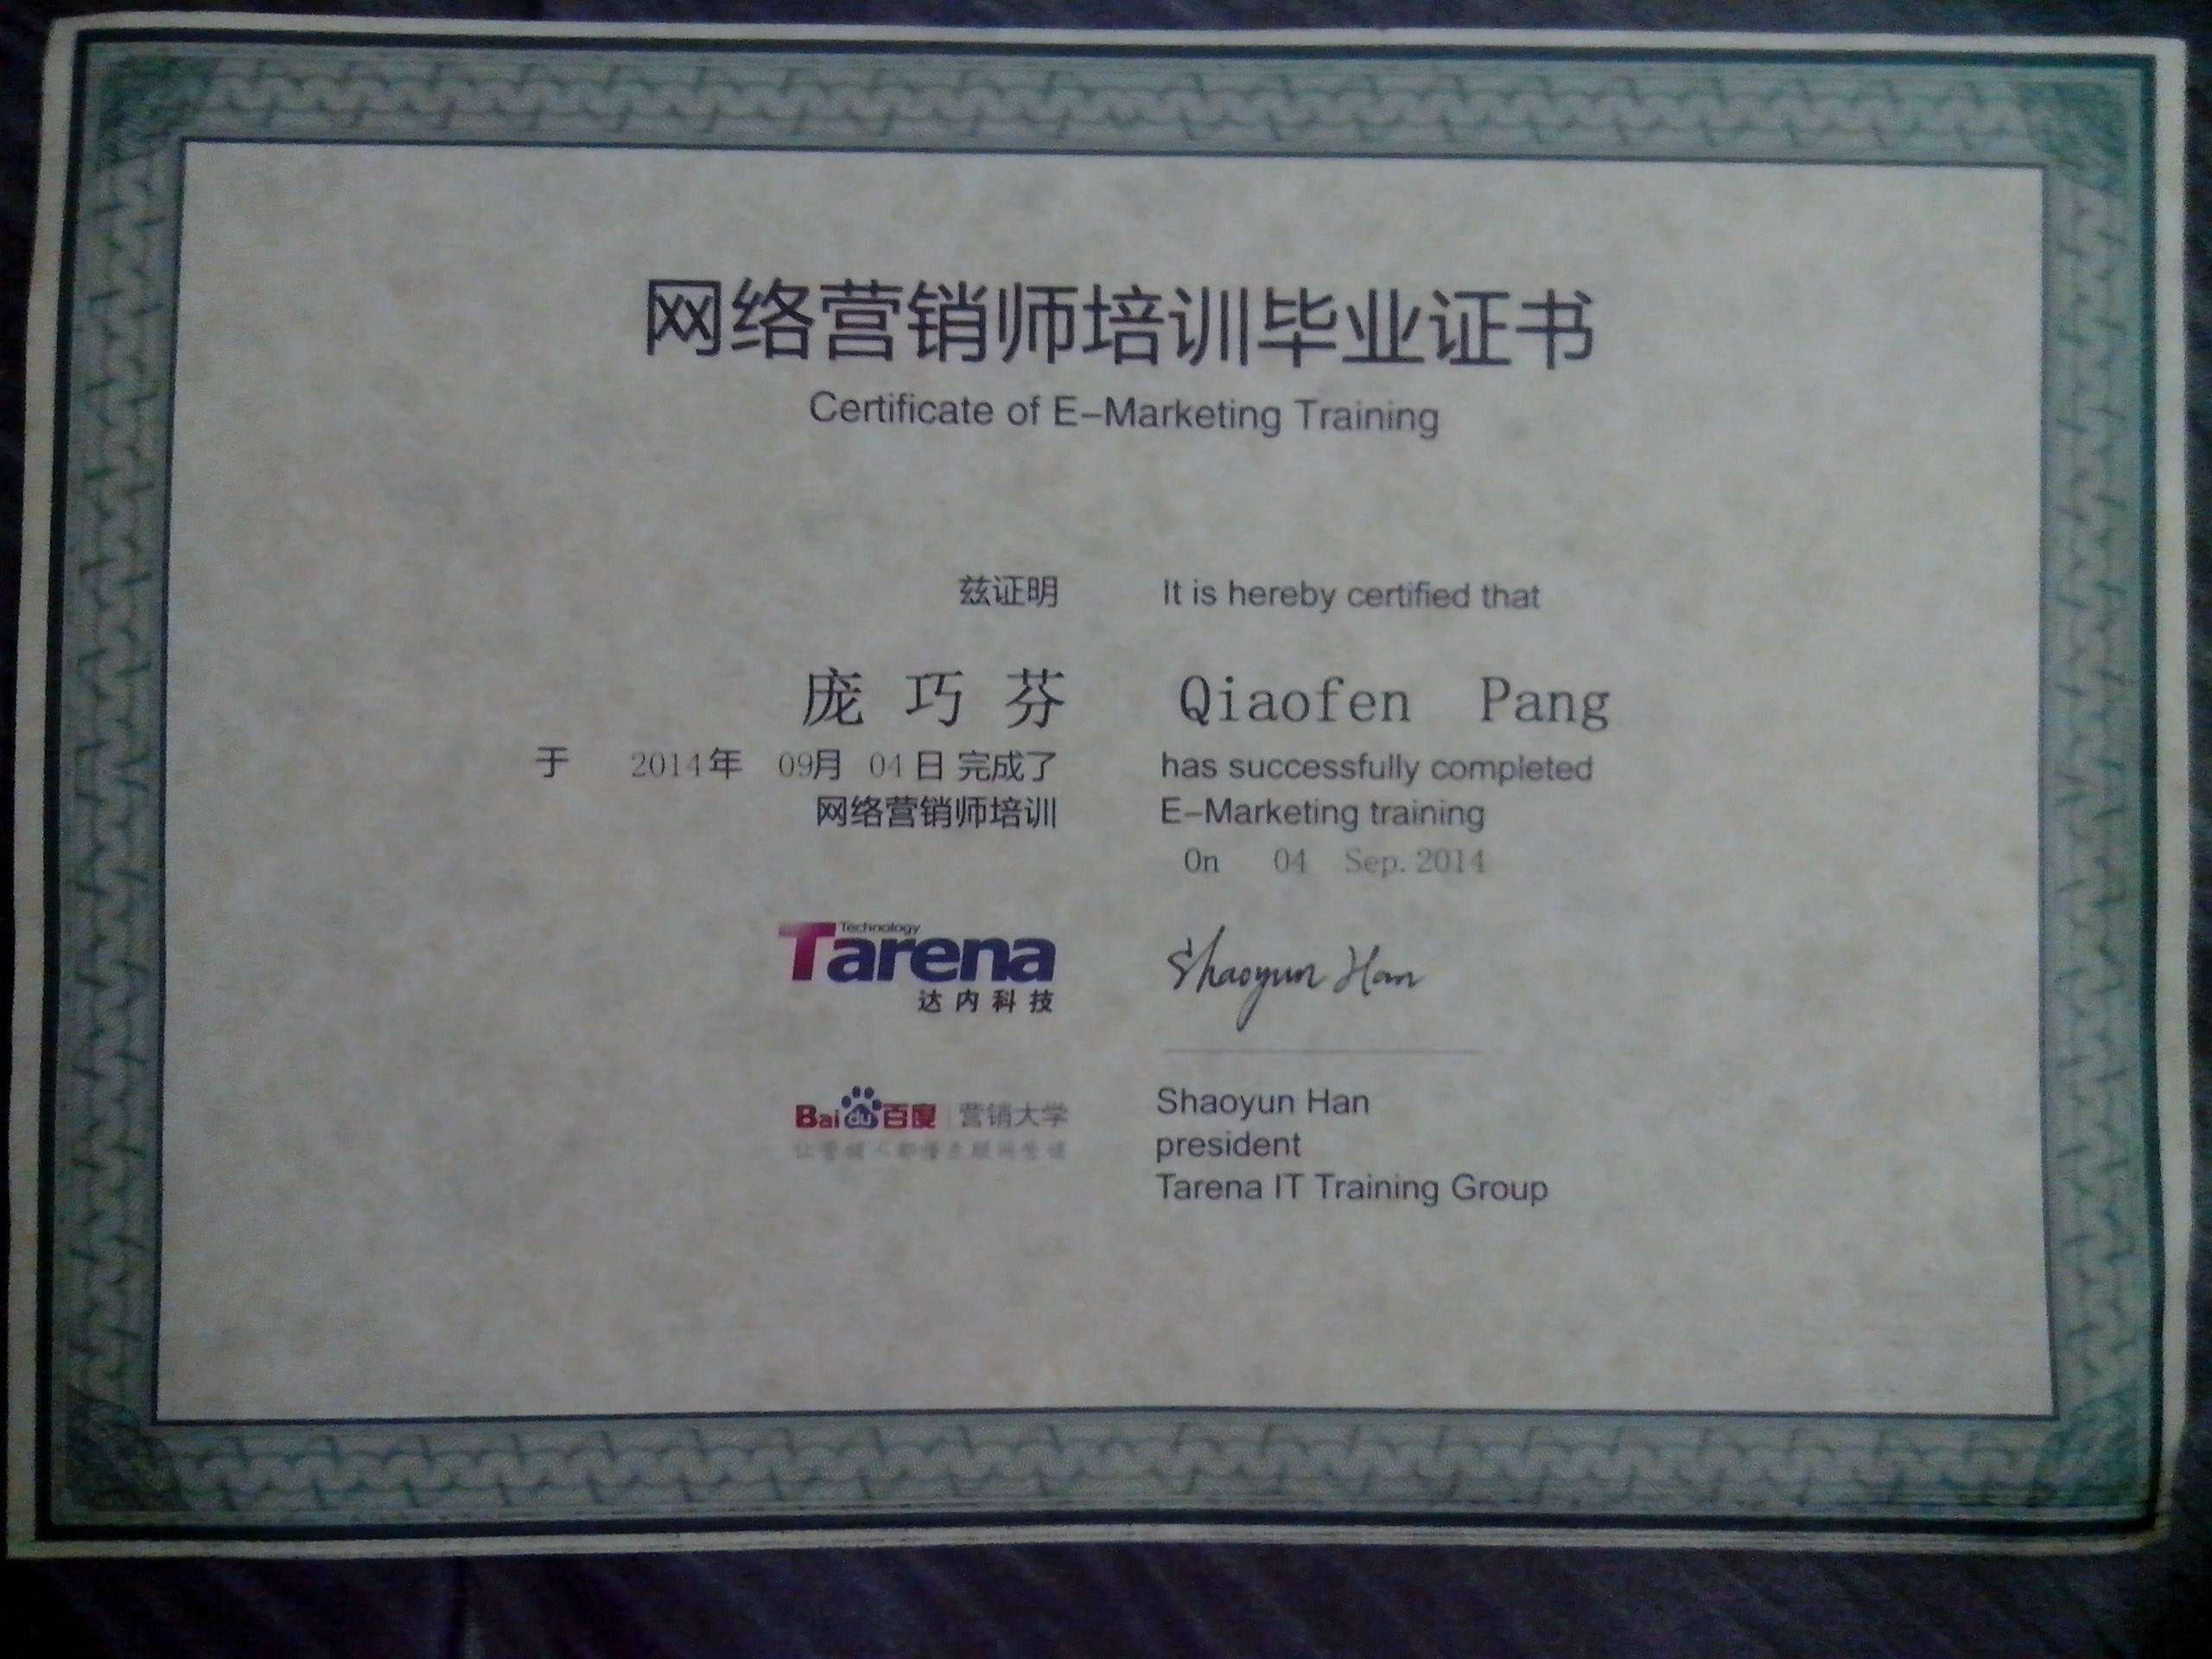 网络营销师培训毕业证书
Certificate of E-Marketing Training
兹证明
It is hereby certified that
庞 巧 芬
Qiaofen Pang
于 2014年 09月 04日 完成了
has successfully completed
网络营销师培训
E-Marketing training
On 04 Sep. 2014
Technology
Tarena
达内科技
Shaoyun Han
Baidu百度 营销大学
Shaoyun Han
president
Tarena IT Training Group